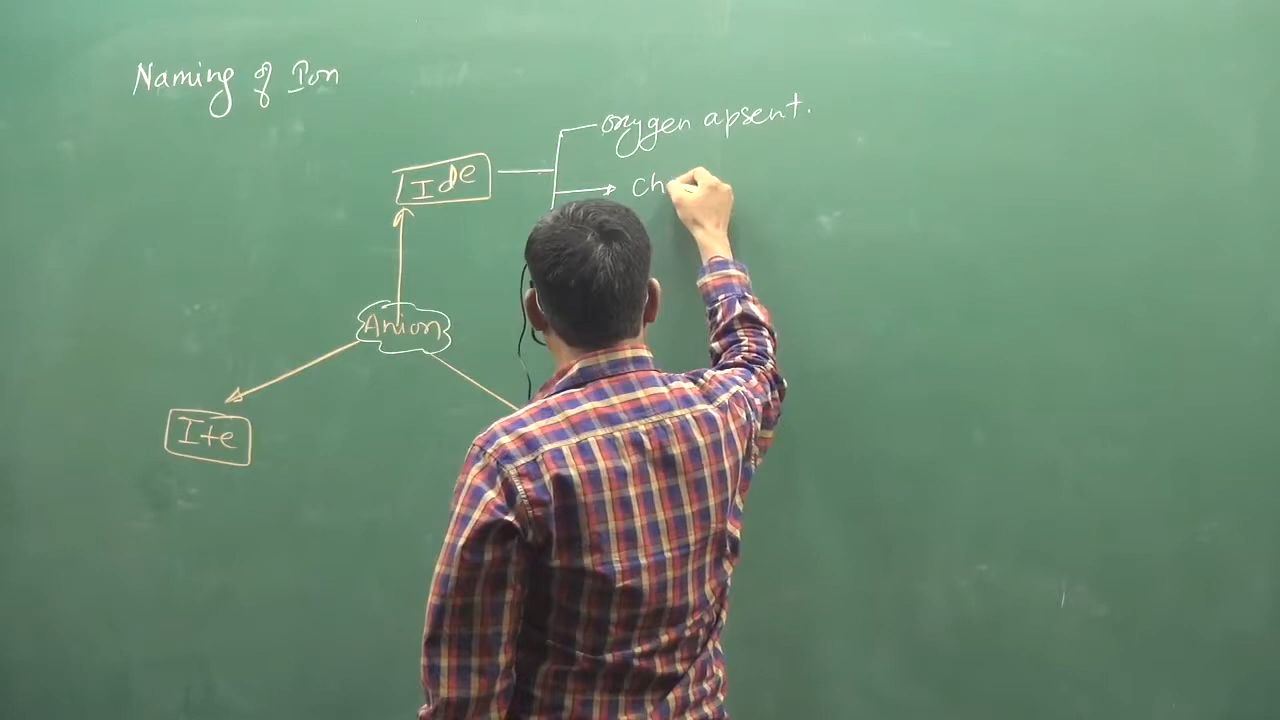 Naming of Ion
oxygen apsent.
Ide
Ch
Anion
Ite